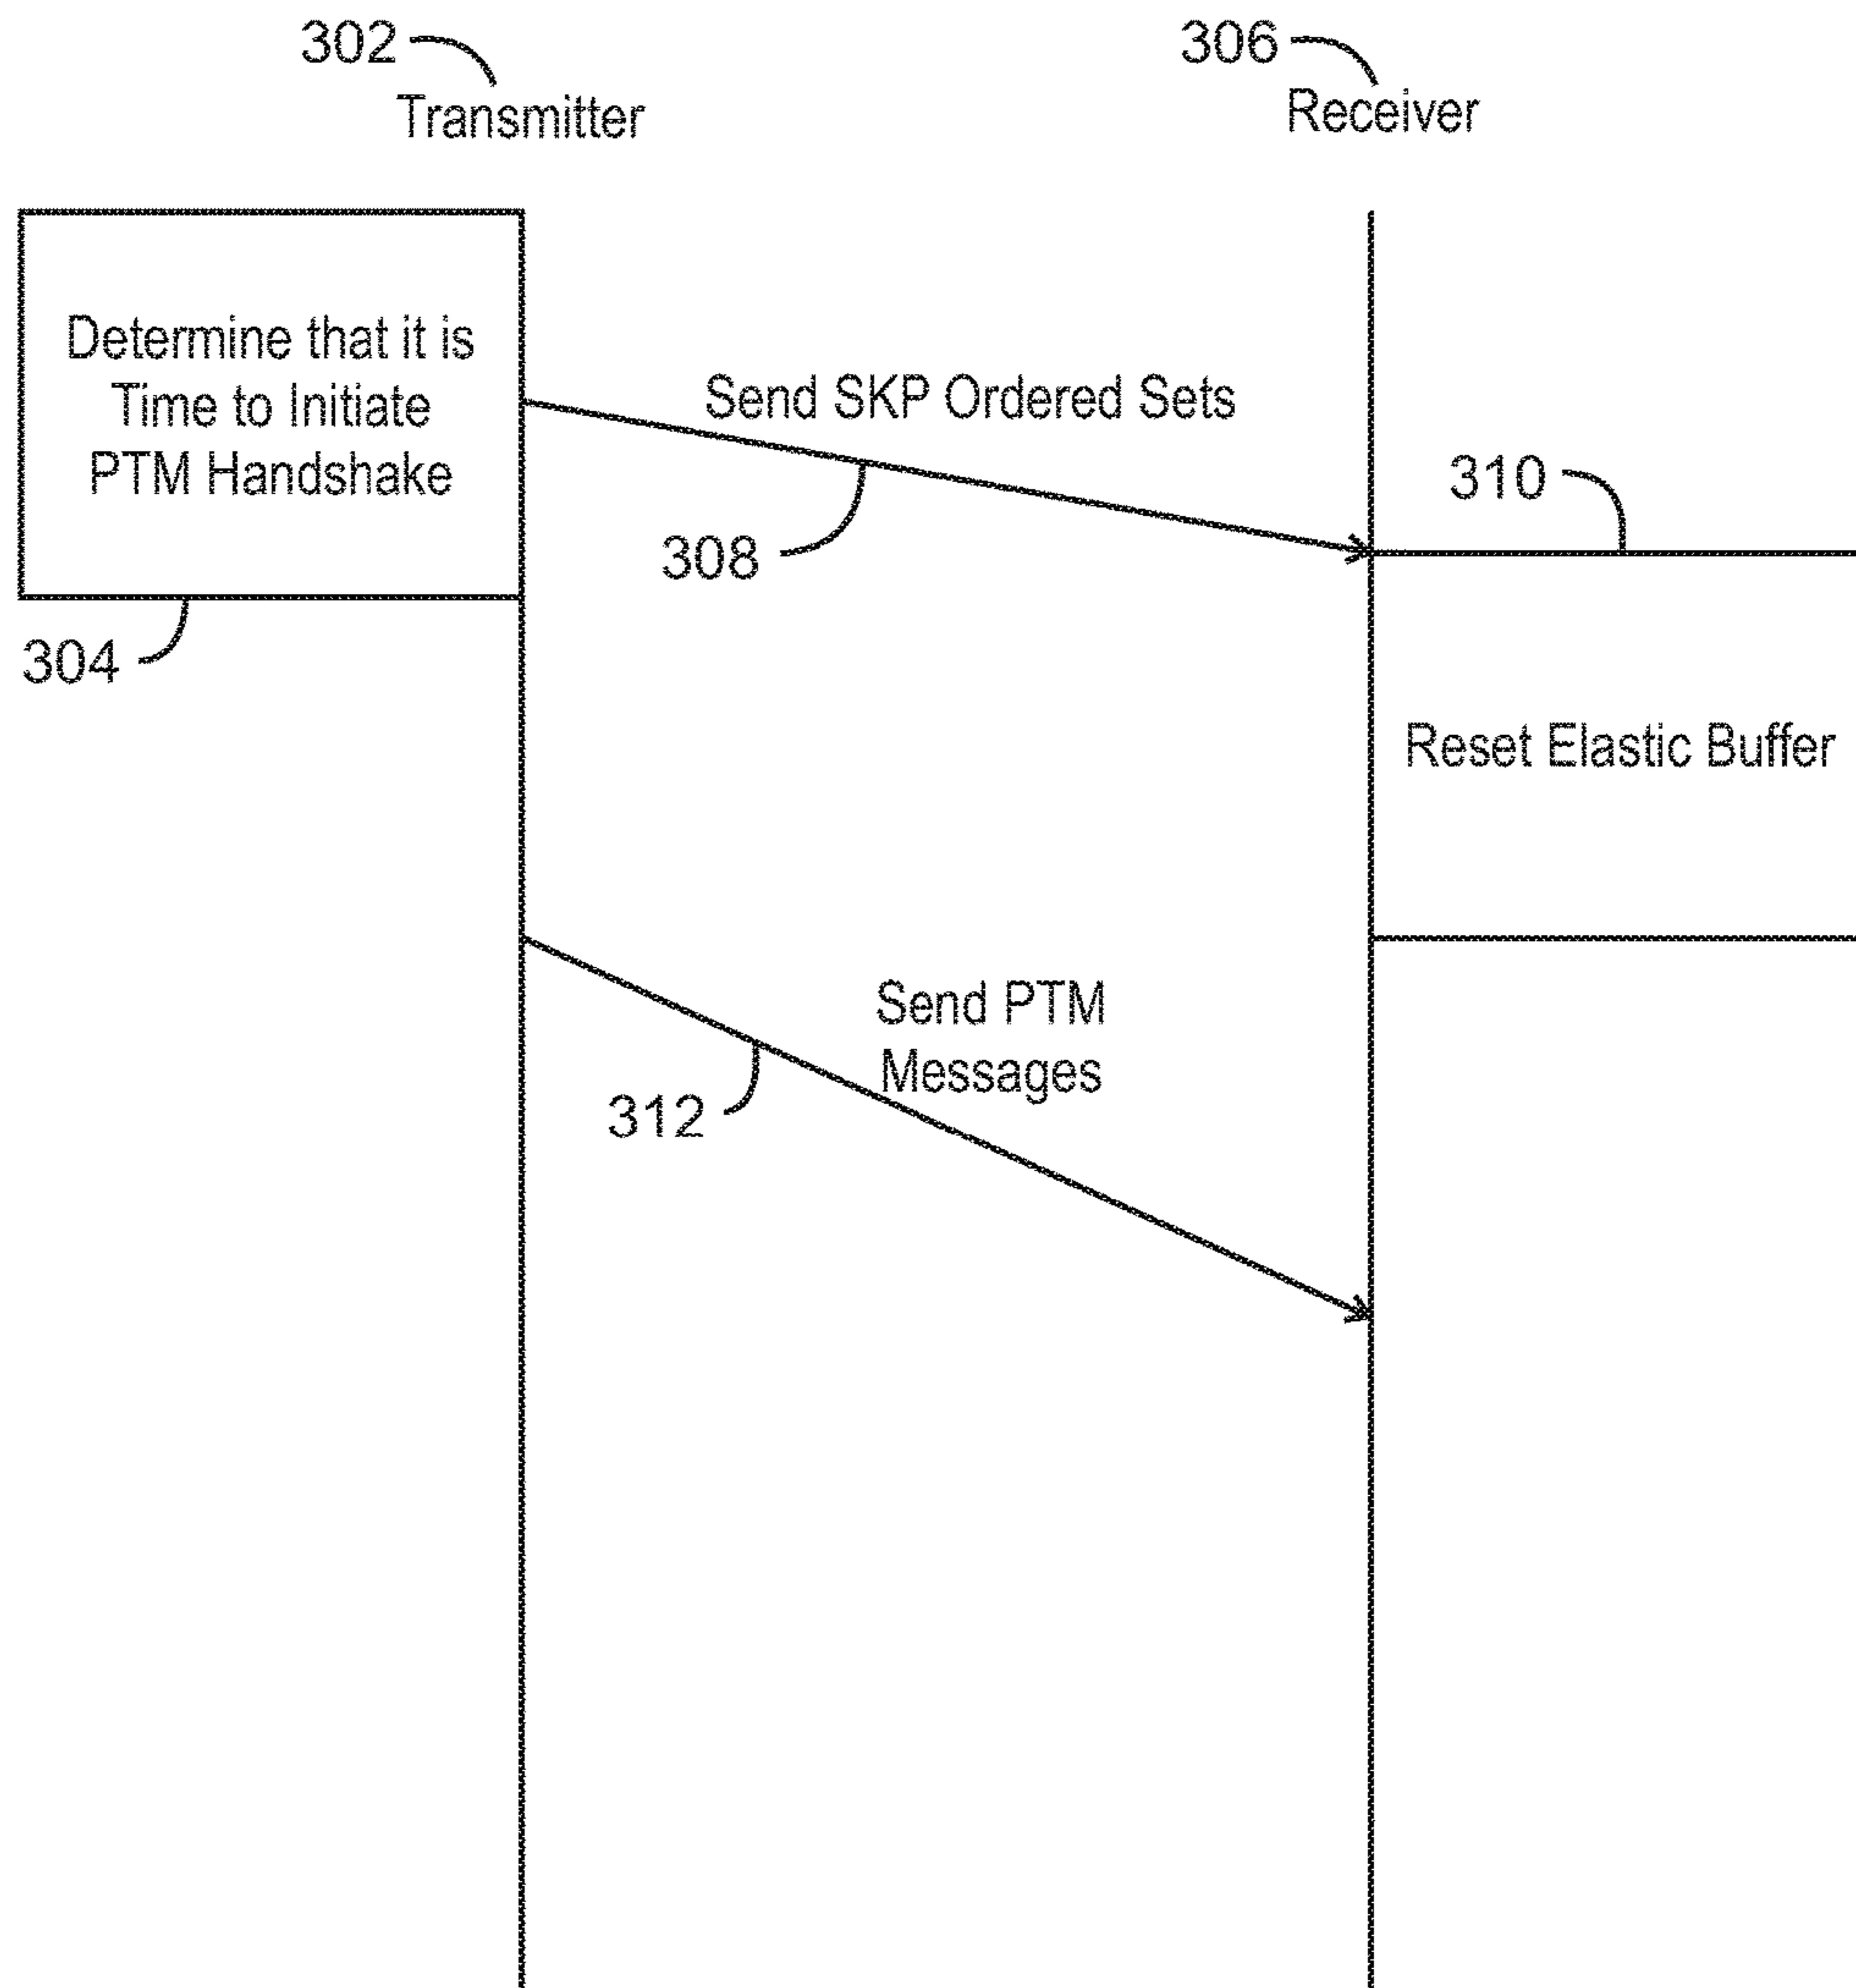 302
306
Transmitter
Receiver
Determine that it is
Time to Initiate
PTM Handshake
Send SKP Ordered Sets
308
310
304
Reset Elastic Buffer
Send PTM
Messages
312